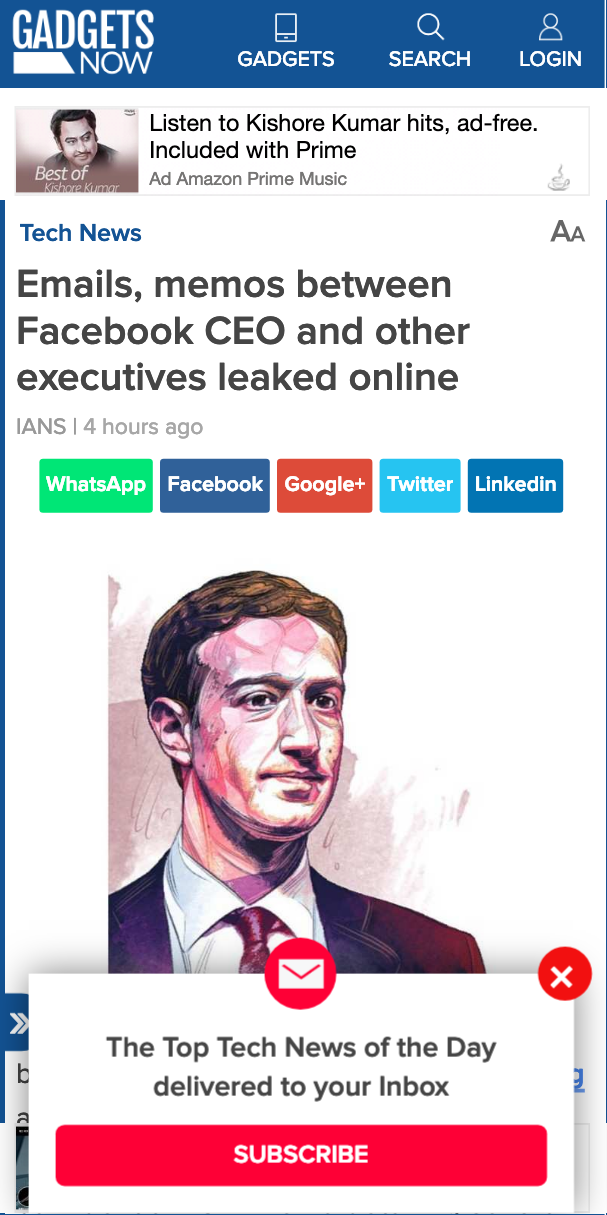 GADGETS
NOW
GADGETS
SEARCH
LOGIN
Best of
Kishore Kumar
Listen to Kishore Kumar hits, ad-free.
Included with Prime
Ad Amazon Prime Music
Tech News
AA
Emails, memos between
Facebook CEO and other
executives leaked online
IANS | 4 hours ago
WhatsApp
Facebook
Google+
Twitter
Linkedin
The Top Tech News of the Day
delivered to your Inbox
SUBSCRIBE